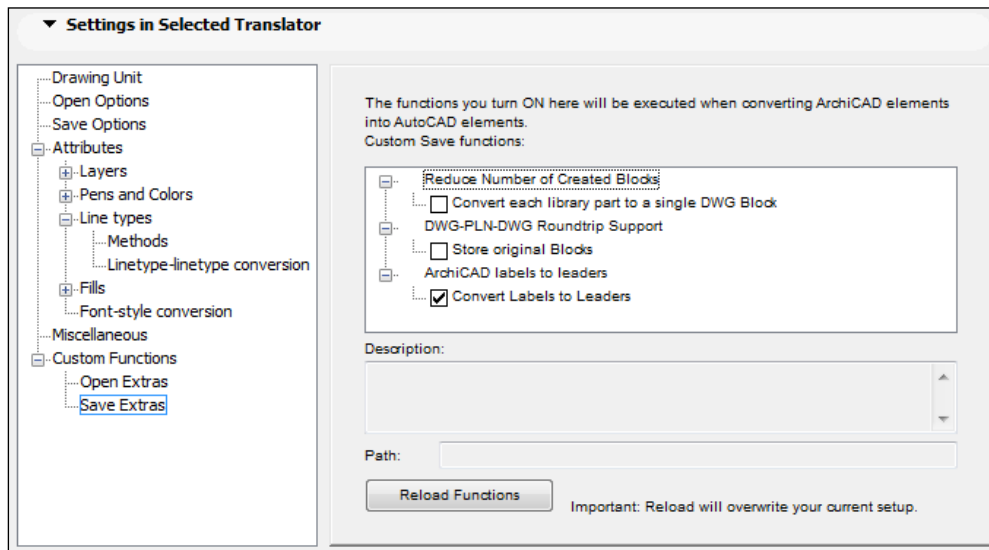 Settings in Selected Translator
Drawing Unit
Open Options
Save Options
Attributes
Layers
Pens and Colors
Line types
Methods
Linetype-linetype conversion
Fills
Font-style conversion
Miscellaneous
Custom Functions
Open Extras
Save Extras
The functions you turn ON here will be executed when converting ArchiCAD elements
into AutoCAD elements.
Custom Save functions:
Reduce Number of Created Blocks
Convert each library part to a single DWG Block
DWG-PLN-DWG Roundtrip Support
Store original Blocks
ArchiCAD labels to leaders
Convert Labels to Leaders
Description:
Path:
Reload Functions
Important: Reload will overwrite your current setup.